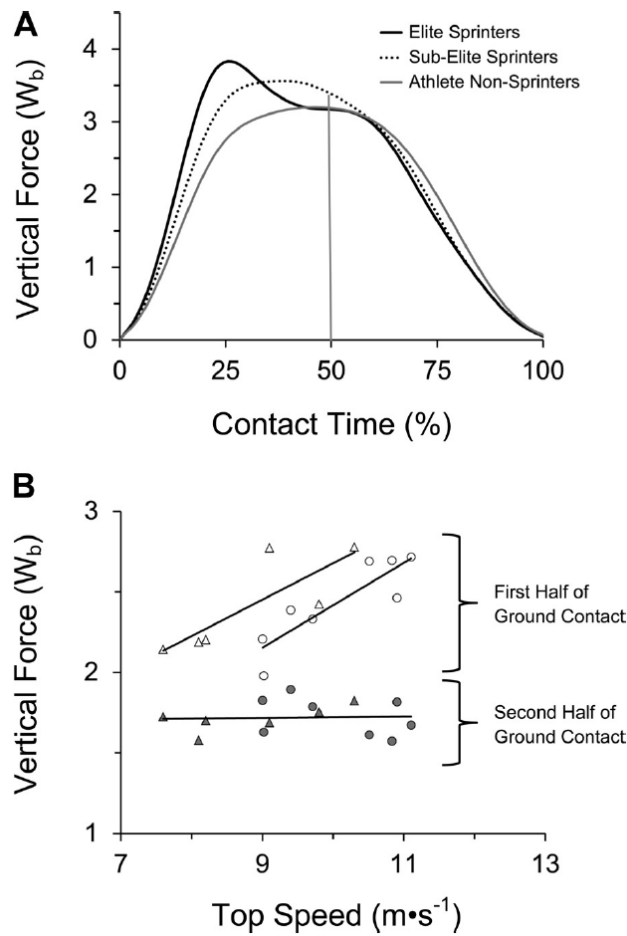 A
Elite Sprinters
Sub-Elite Sprinters
Athlete Non-Sprinters
Vertical Force (Wb)
4
3
2
1
0
0 25 50 75 100
Contact Time (%)
B
Vertical Force (Wb)
3
2
1
First Half of
Ground Contact
Second Half of
Ground Contact
7 9 11 13
Top Speed (m•s-1)